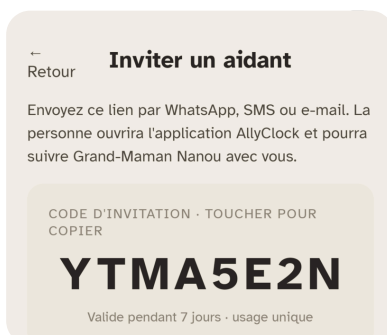 ←
Retour
Inviter un aidant
Envoyez ce lien par WhatsApp, SMS ou e-mail. La
personne ouvrira l'application AllyClock et pourra
suivre Grand-Maman Nanou avec vous.
CODE D'INVITATION · TOUCHER POUR
COPIER
YTMA5E2N
Valide pendant 7 jours · usage unique